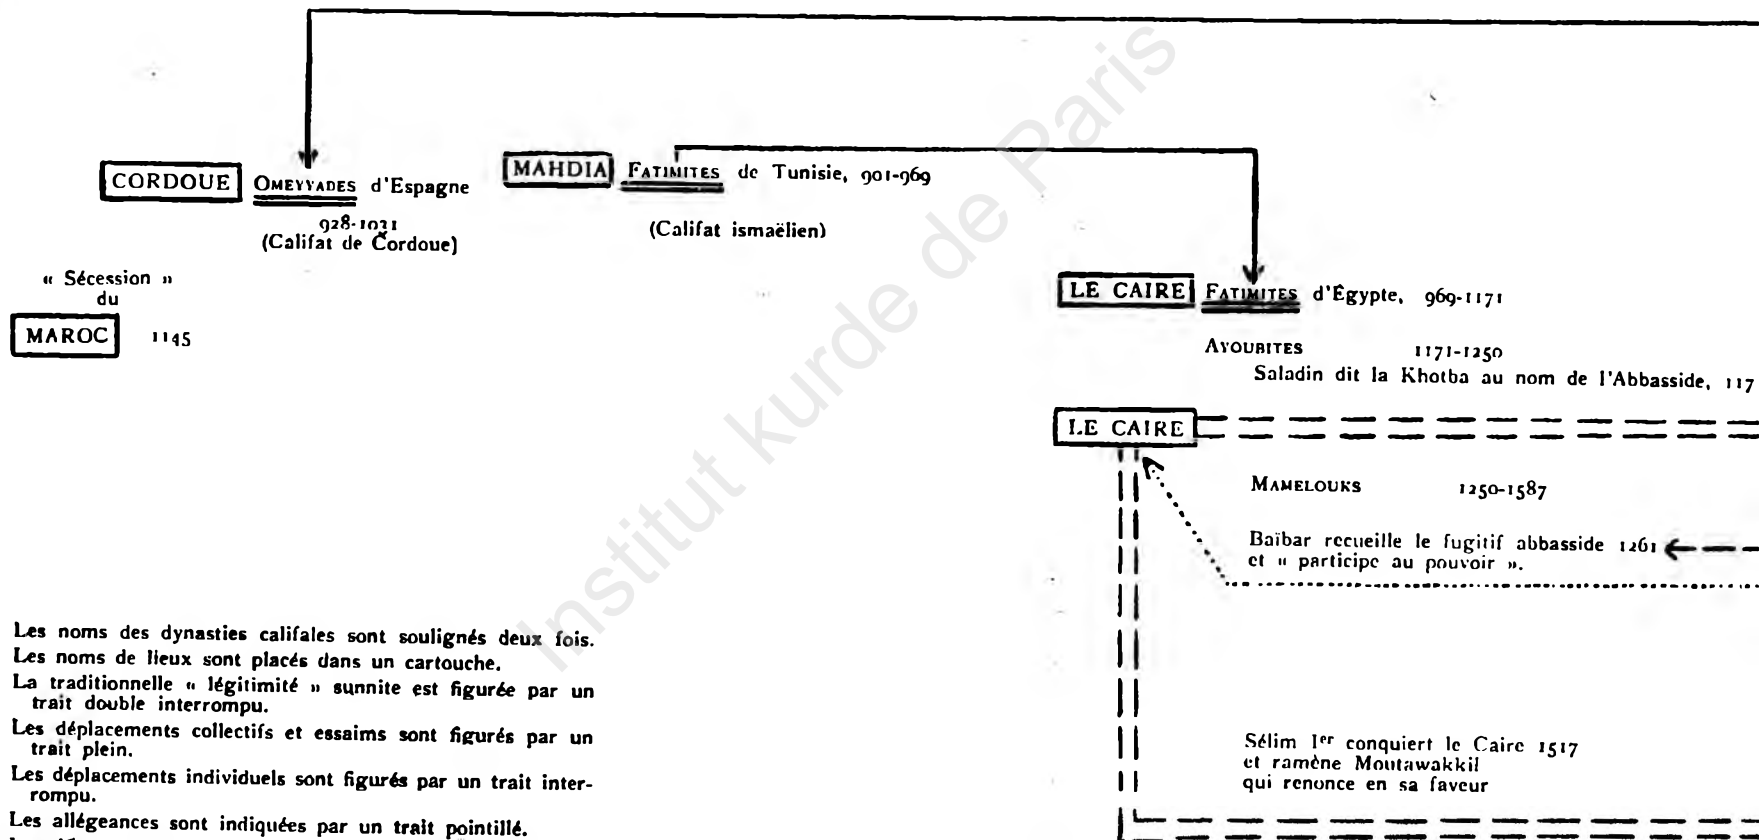 CORDOUE OMEYYADES d'Espagne
928-1031
(Califat de Cordoue)
MAHDIA FATIMITES de Tunisie, 901-969
(Califat ismaëlien)
« Sécession »
du
MAROC 1145
LE CAIRE FATIMITES d'Égypte, 969-1171
AYOUBITES 1171-1250
Saladin dit la Khotba au nom de l'Abbasside, 117
LE CAIRE
MAMELOUKS 1250-1587
Baïbar recueille le fugitif abbasside 1261
et « participe au pouvoir ».
Sélim Ier conquiert le Caire 1517
et ramène Moutawakkil
qui renonce en sa faveur
Les noms des dynasties califales sont soulignés deux fois.
Les noms de lieux sont placés dans un cartouche.
La traditionnelle « légitimité » sunnite est figurée par un
trait double interrompu.
Les déplacements collectifs et essaims sont figurés par un
trait plein.
Les déplacements individuels sont figurés par un trait inter-
rompu.
Les allégeances sont indiquées par un trait pointillé.
Institut kurde de Paris